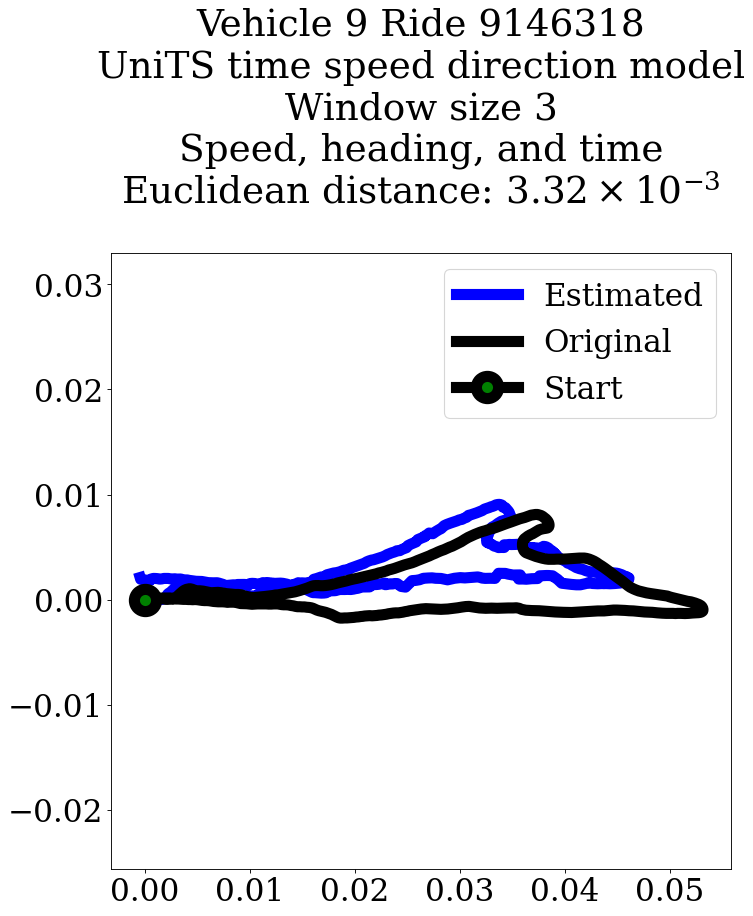 Vehicle 9 Ride 9146318
UniTS time speed direction model
Window size 3
Speed, heading, and time
Euclidean distance: 3.32 × 10⁻³
Estimated
Original
Start
0.03
0.02
0.01
0.00
−0.01
−0.02
0.00 0.01 0.02 0.03 0.04 0.05